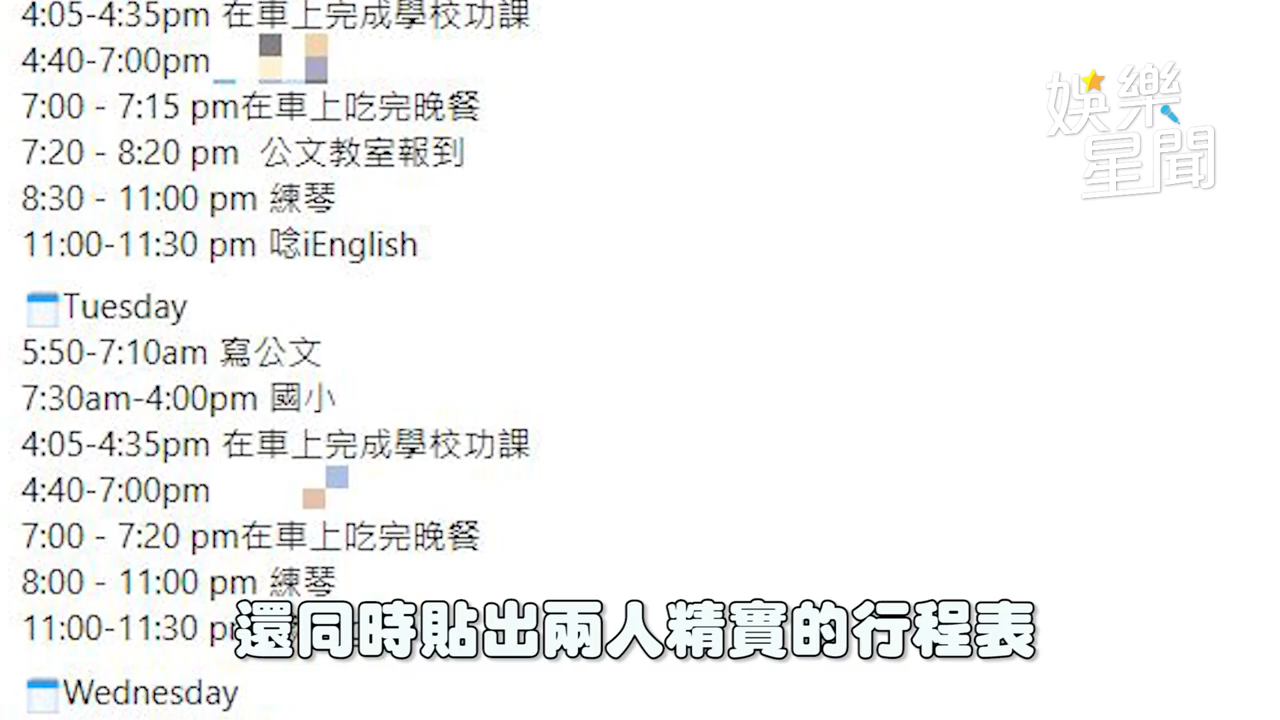 4:05-4:35pm 在車上完成學校功課
4:40-7:00pm
7:00 - 7:15 pm在車上吃完晚餐
7:20 - 8:20 pm 公文教室報到
8:30 - 11:00 pm 練琴
11:00-11:30 pm 唸iEnglish
Tuesday
5:50-7:10am 寫公文
7:30am-4:00pm 國小
4:05-4:35pm 在車上完成學校功課
4:40-7:00pm
7:00 - 7:20 pm在車上吃完晚餐
8:00 - 11:00 pm 練琴
11:00-11:30
還同時貼出兩人精實的行程表
Wednesday
娛樂
星聞